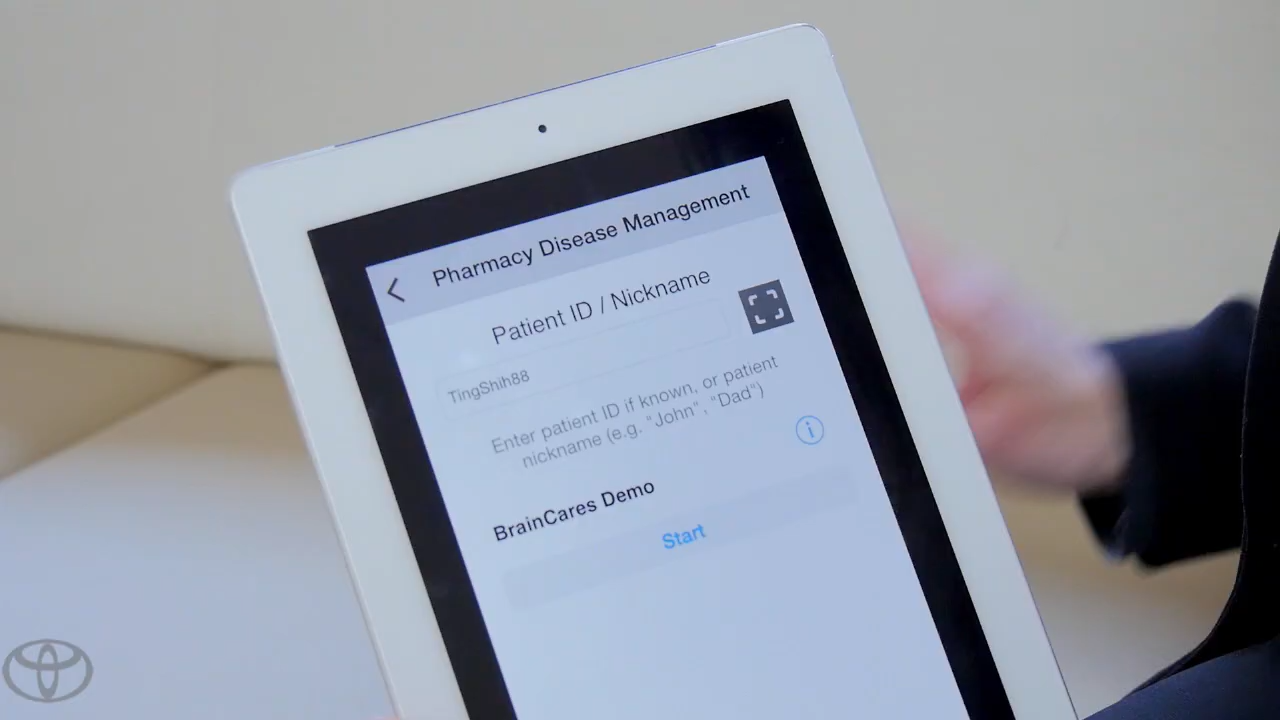 Pharmacy Disease Management
Patient ID / Nickname
TingShih88
Enter patient ID if known, or patient
nickname (e.g. "John", "Dad")
BrainCares Demo
Start